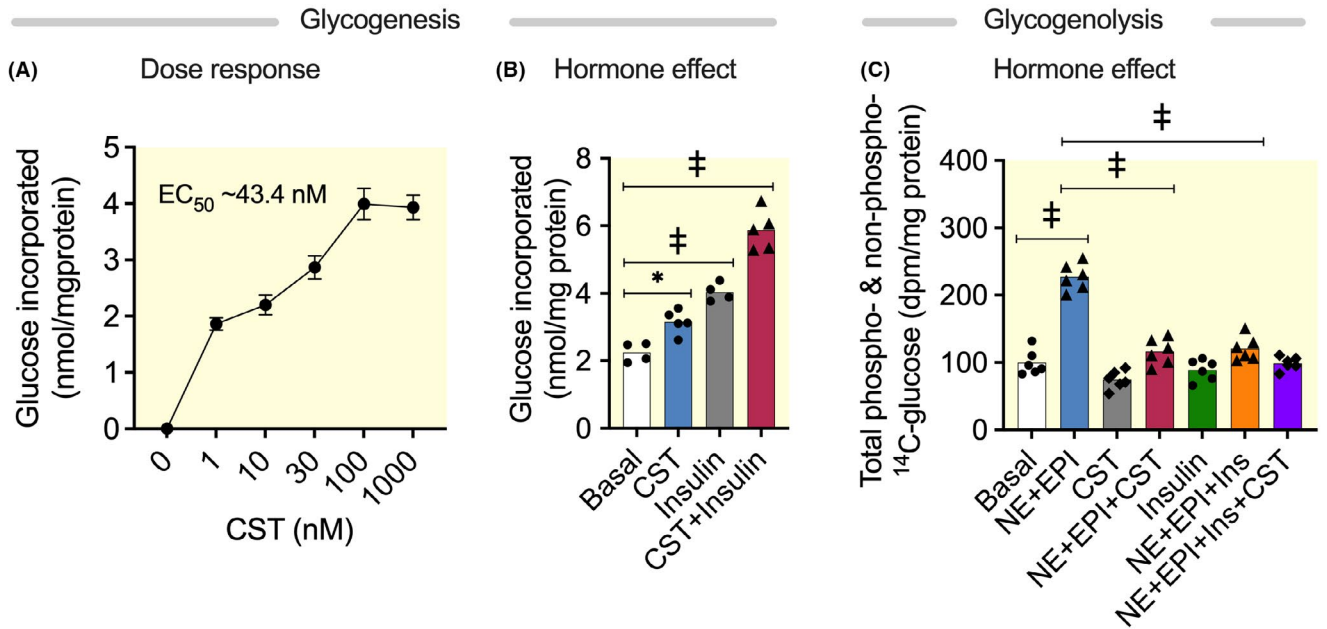 Glycogenesis
Glycogenolysis
(A) Dose response
Glucose incorporated
(nmol/mgprotein)
5
4
3
2
1
0
EC50 ~43.4 nM
0 1 10 30 100 1000
CST (nM)
(B) Hormone effect
Glucose incorporated
(nmol/mg protein)
8
6
4
2
0
‡
‡
*
Basal
CST
Insulin
CST+Insulin
(C) Hormone effect
Total phospho- & non-phospho-
14C-glucose (dpm/mg protein)
400
300
200
100
0
‡
‡
‡
Basal
NE+EPI
CST
NE+EPI+CST
Insulin
NE+EPI+Ins
NE+EPI+Ins+CST